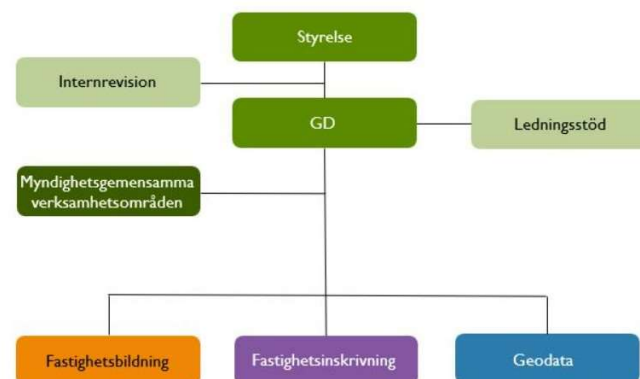 Styrelse
Internrevision
GD
Ledningsstöd
Myndighetsgemensamma
verksamhetsområden
Fastighetsbildning
Fastighetsinskrivning
Geodata